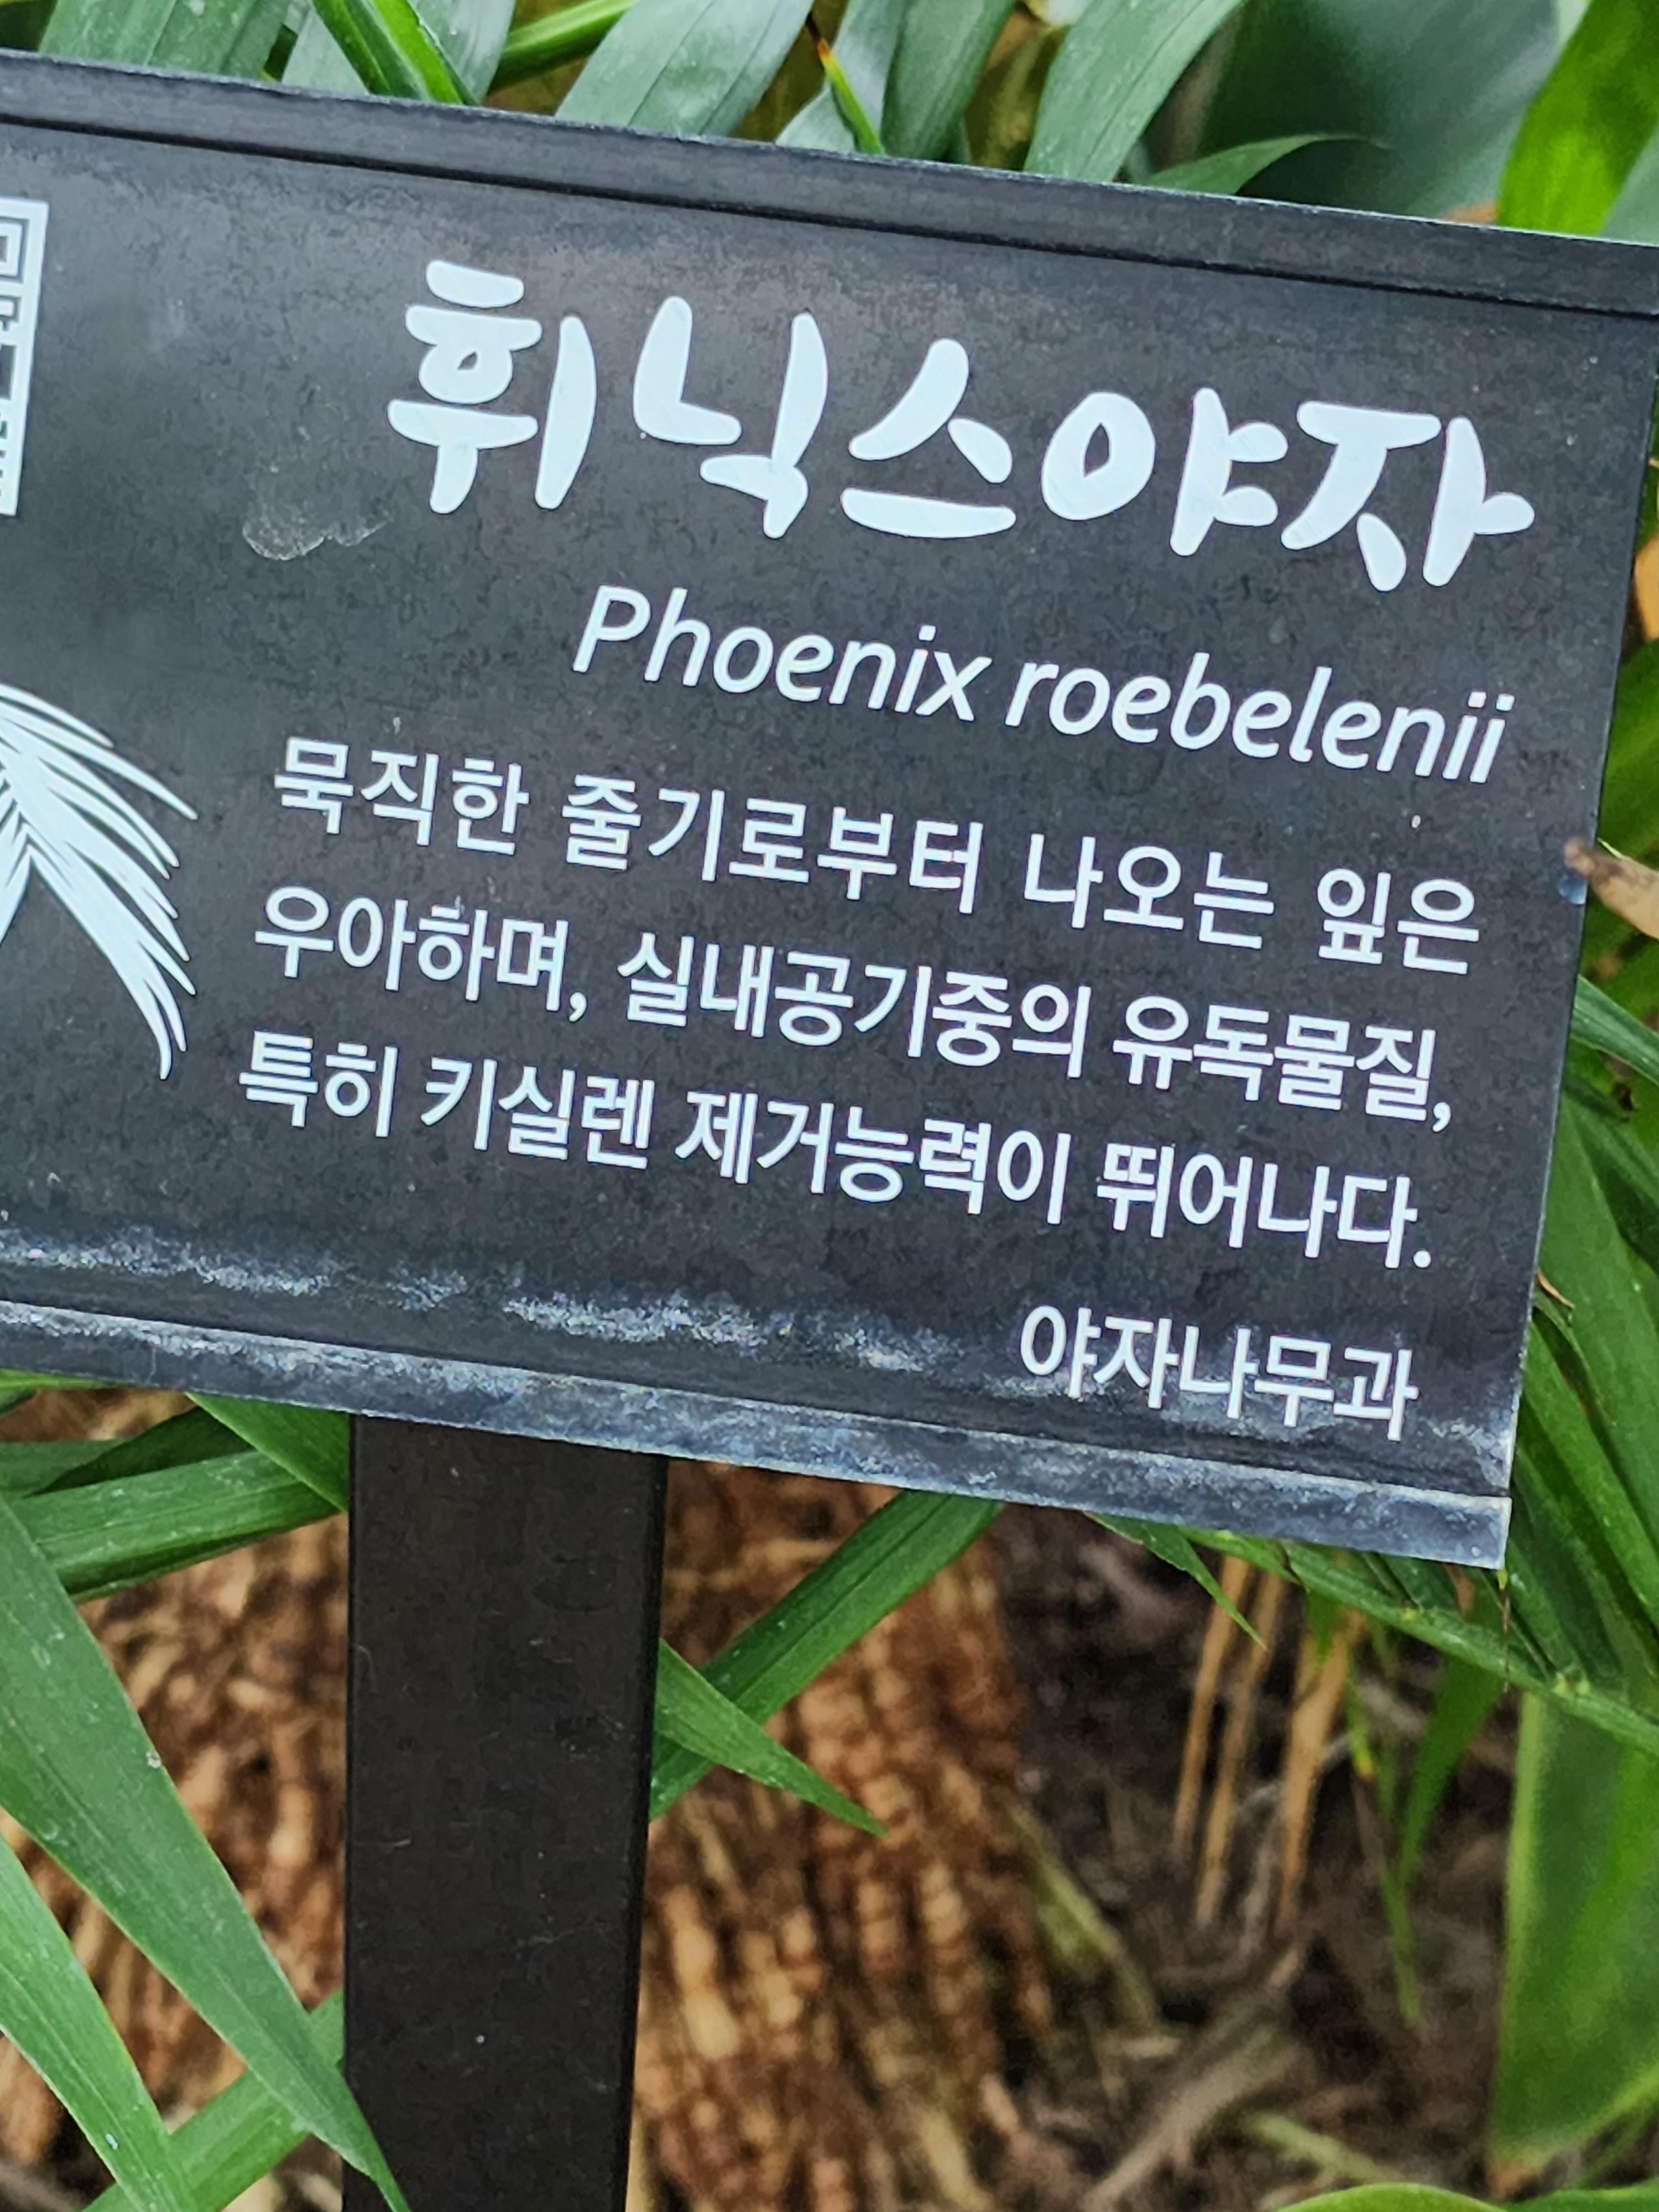 휘닉스야자
Phoenix roebelenii
묵직한 줄기로부터 나오는 잎은
우아하며, 실내공기중의 유독물질,
특히 키실렌 제거능력이 뛰어나다.
야자나무과